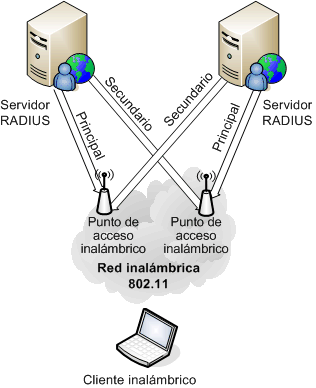 Servidor
RADIUS
Servidor
RADIUS
Principal
Secundario
Secundario
Principal
Punto de
acceso
inalámbrico
Punto de
acceso
inalámbrico
Red inalámbrica
802.11
Cliente inalámbrico